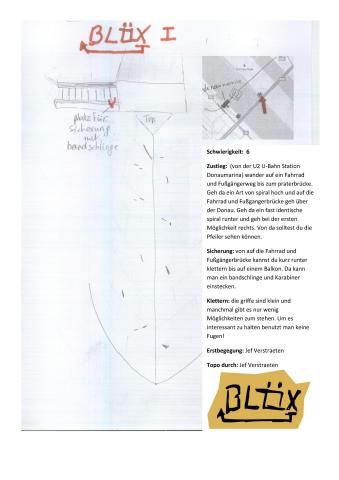 BLÖX I
platz für
sicherung
mit
bandschlinge
Top
Schwierigkelt: 6
Zustieg: (von der U2 U-Bahn Station
Donaumarina) wander auf ein Fahrrad
und Fußgängerweg bis zum praterbrücke.
Geh da ein Art von spiral hoch und auf die
Fahrrad und Fußgangerbrücke geh über
der Donau. Geh da ein fast identische
spiral runter und geh bei der ersten
Möglichkeit rechts. Von da solltest du die
Pfeiler sehen können.
Sicherung: von auf die Fahrrad und
Fußgängerbrücke kannst du kurz runter
klettern bis auf einem Balkon. Da kann
man ein bandschlinge und Karabiner
einstecken.
Klettern: die griffe sind klein und
manchmal gibt es nur wenig
Möglichkeiten zum stehen. Um es
interessant zu halten benutzt man keine
Fugen!
Erstbegegung: Jef Verstraeten
Topo durch: Jef Verstraeten
BLÖX